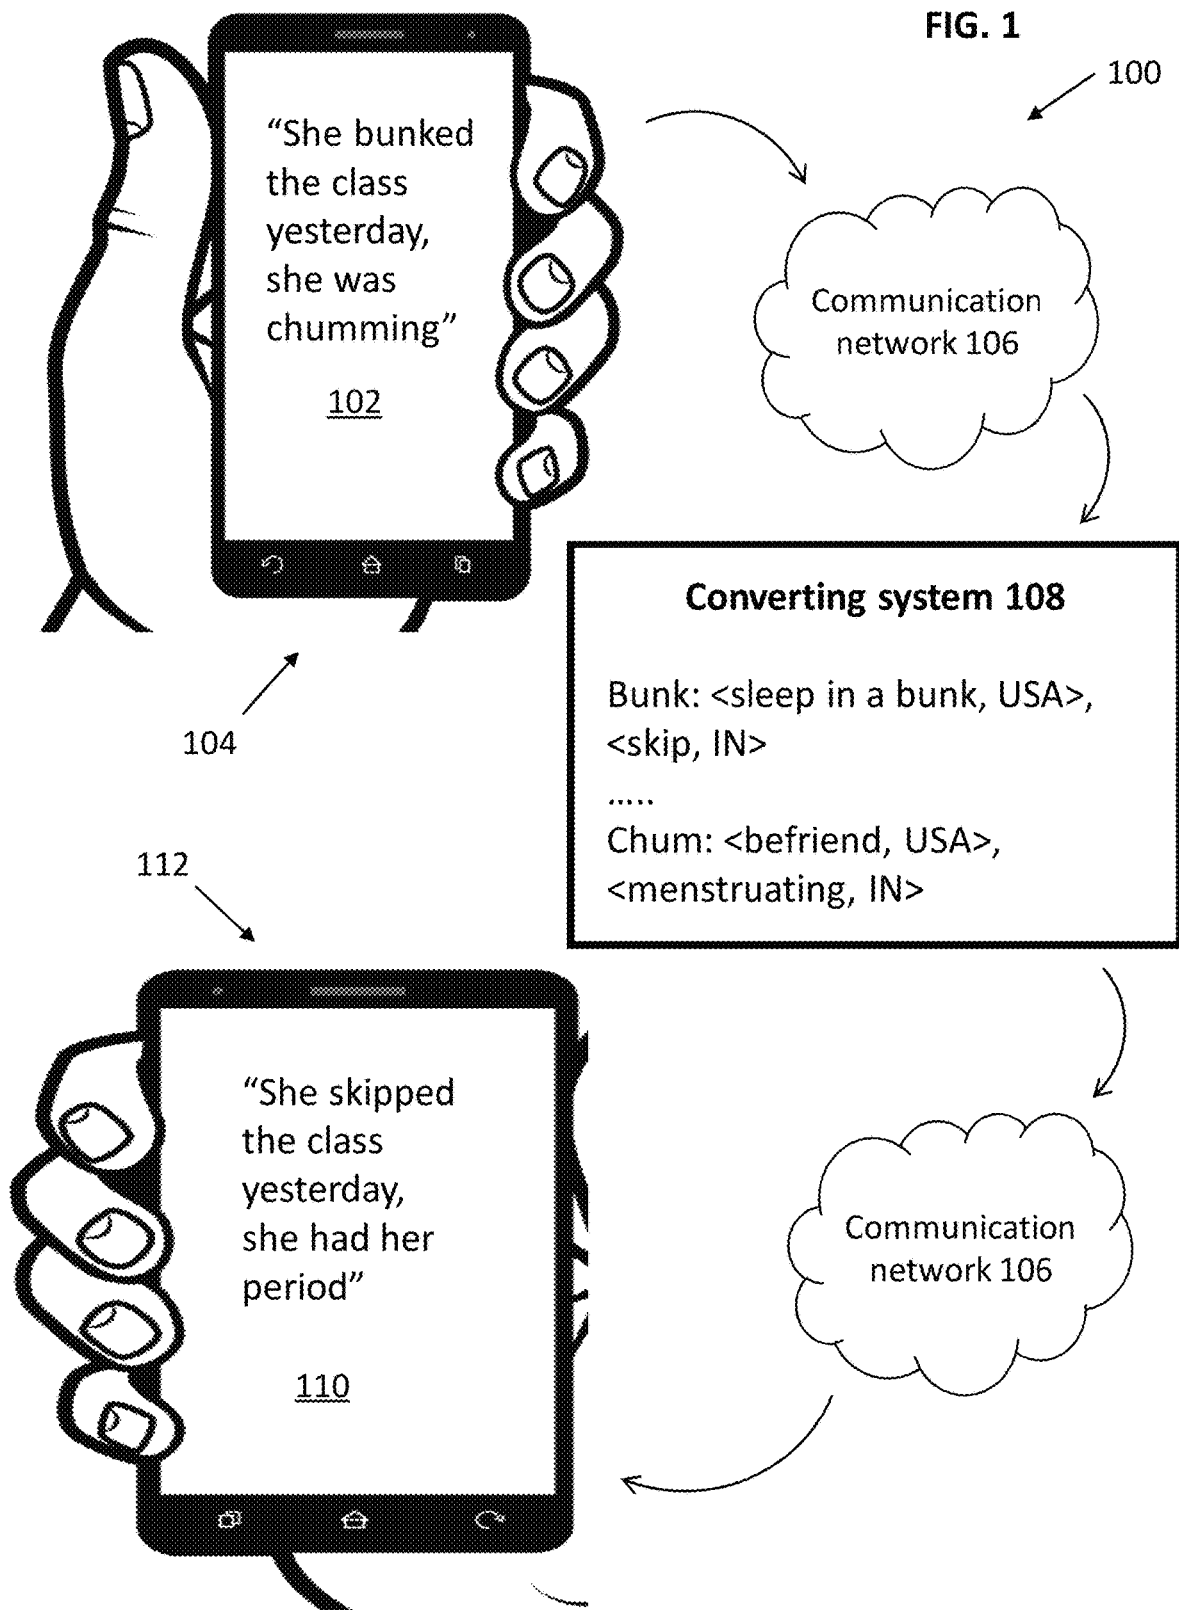 FIG. 1
100
“She bunked
the class
yesterday,
she was
chumming”
102
Communication
network 106
104
Converting system 108
Bunk: <sleep in a bunk, USA>,
<skip, IN>
.....
Chum: <befriend, USA>,
<menstruating, IN>
112
“She skipped
the class
yesterday,
she had her
period”
110
Communication
network 106